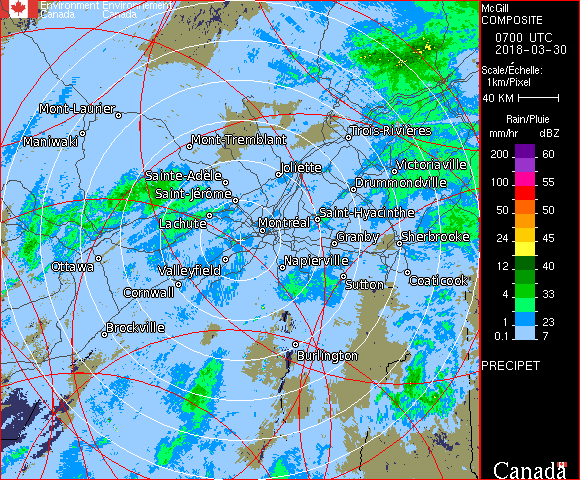 Environment Environnement
Canada Canada
McGill
COMPOSITE
0700 UTC
2018-03-30
Scale/Échelle:
1km/Pixel
40 KM
Rain/Pluie
mm/hr dBZ
200 60
100 55
50 50
24 45
12 40
4 33
1 23
0.1 7
PRECIPET
Canada
Mont-Laurier
Maniwaki
Mont-Tremblant
Trois-Rivières
Joliette
Victoriaville
Sainte-Adèle
Drummondville
Saint-Jérôme
Lachute
Saint-Hyacinthe
Montréal
Granby
Sherbrooke
Ottawa
Valleyfield
Napierville
Coaticook
Sutton
Cornwall
Brockville
Burlington